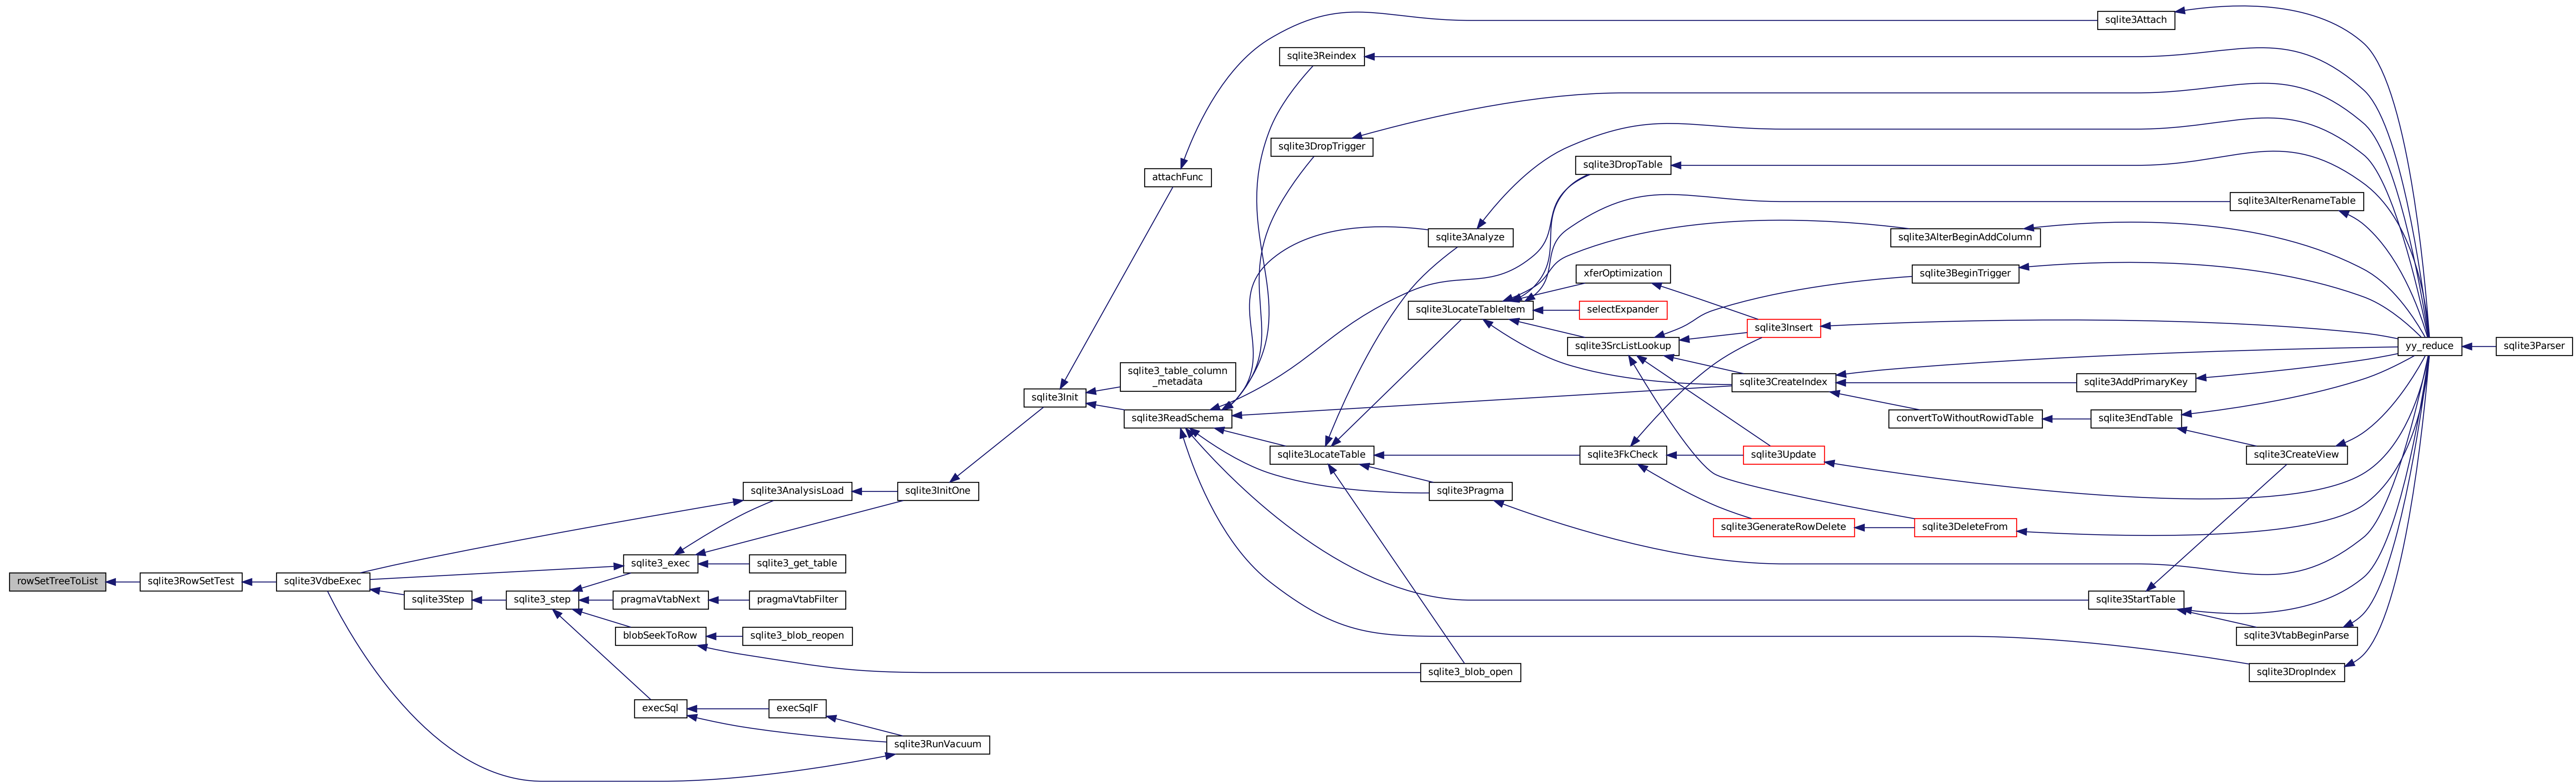 sqlite3Attach
sqlite3Reindex
sqlite3DropTrigger
sqlite3DropTable
attachFunc
sqlite3AlterRenameTable
sqlite3Analyze
sqlite3AlterBeginAddColumn
xferOptimization
sqlite3BeginTrigger
sqlite3LocateTableItem
selectExpander
sqlite3Insert
sqlite3SrcListLookup
yy_reduce
sqlite3Parser
sqlite3_table_column
_metadata
sqlite3CreateIndex
sqlite3AddPrimaryKey
sqlite3Init
sqlite3ReadSchema
convertToWithoutRowidTable
sqlite3EndTable
sqlite3LocateTable
sqlite3FkCheck
sqlite3Update
sqlite3CreateView
sqlite3AnalysisLoad
sqlite3InitOne
sqlite3Pragma
sqlite3GenerateRowDelete
sqlite3DeleteFrom
sqlite3_exec
sqlite3_get_table
rowSetTreeToList
sqlite3RowSetTest
sqlite3VdbeExec
sqlite3Step
sqlite3_step
pragmaVtabNext
pragmaVtabFilter
sqlite3StartTable
blobSeekToRow
sqlite3_blob_reopen
sqlite3VtabBeginParse
sqlite3_blob_open
sqlite3DropIndex
execSql
execSqlF
sqlite3RunVacuum